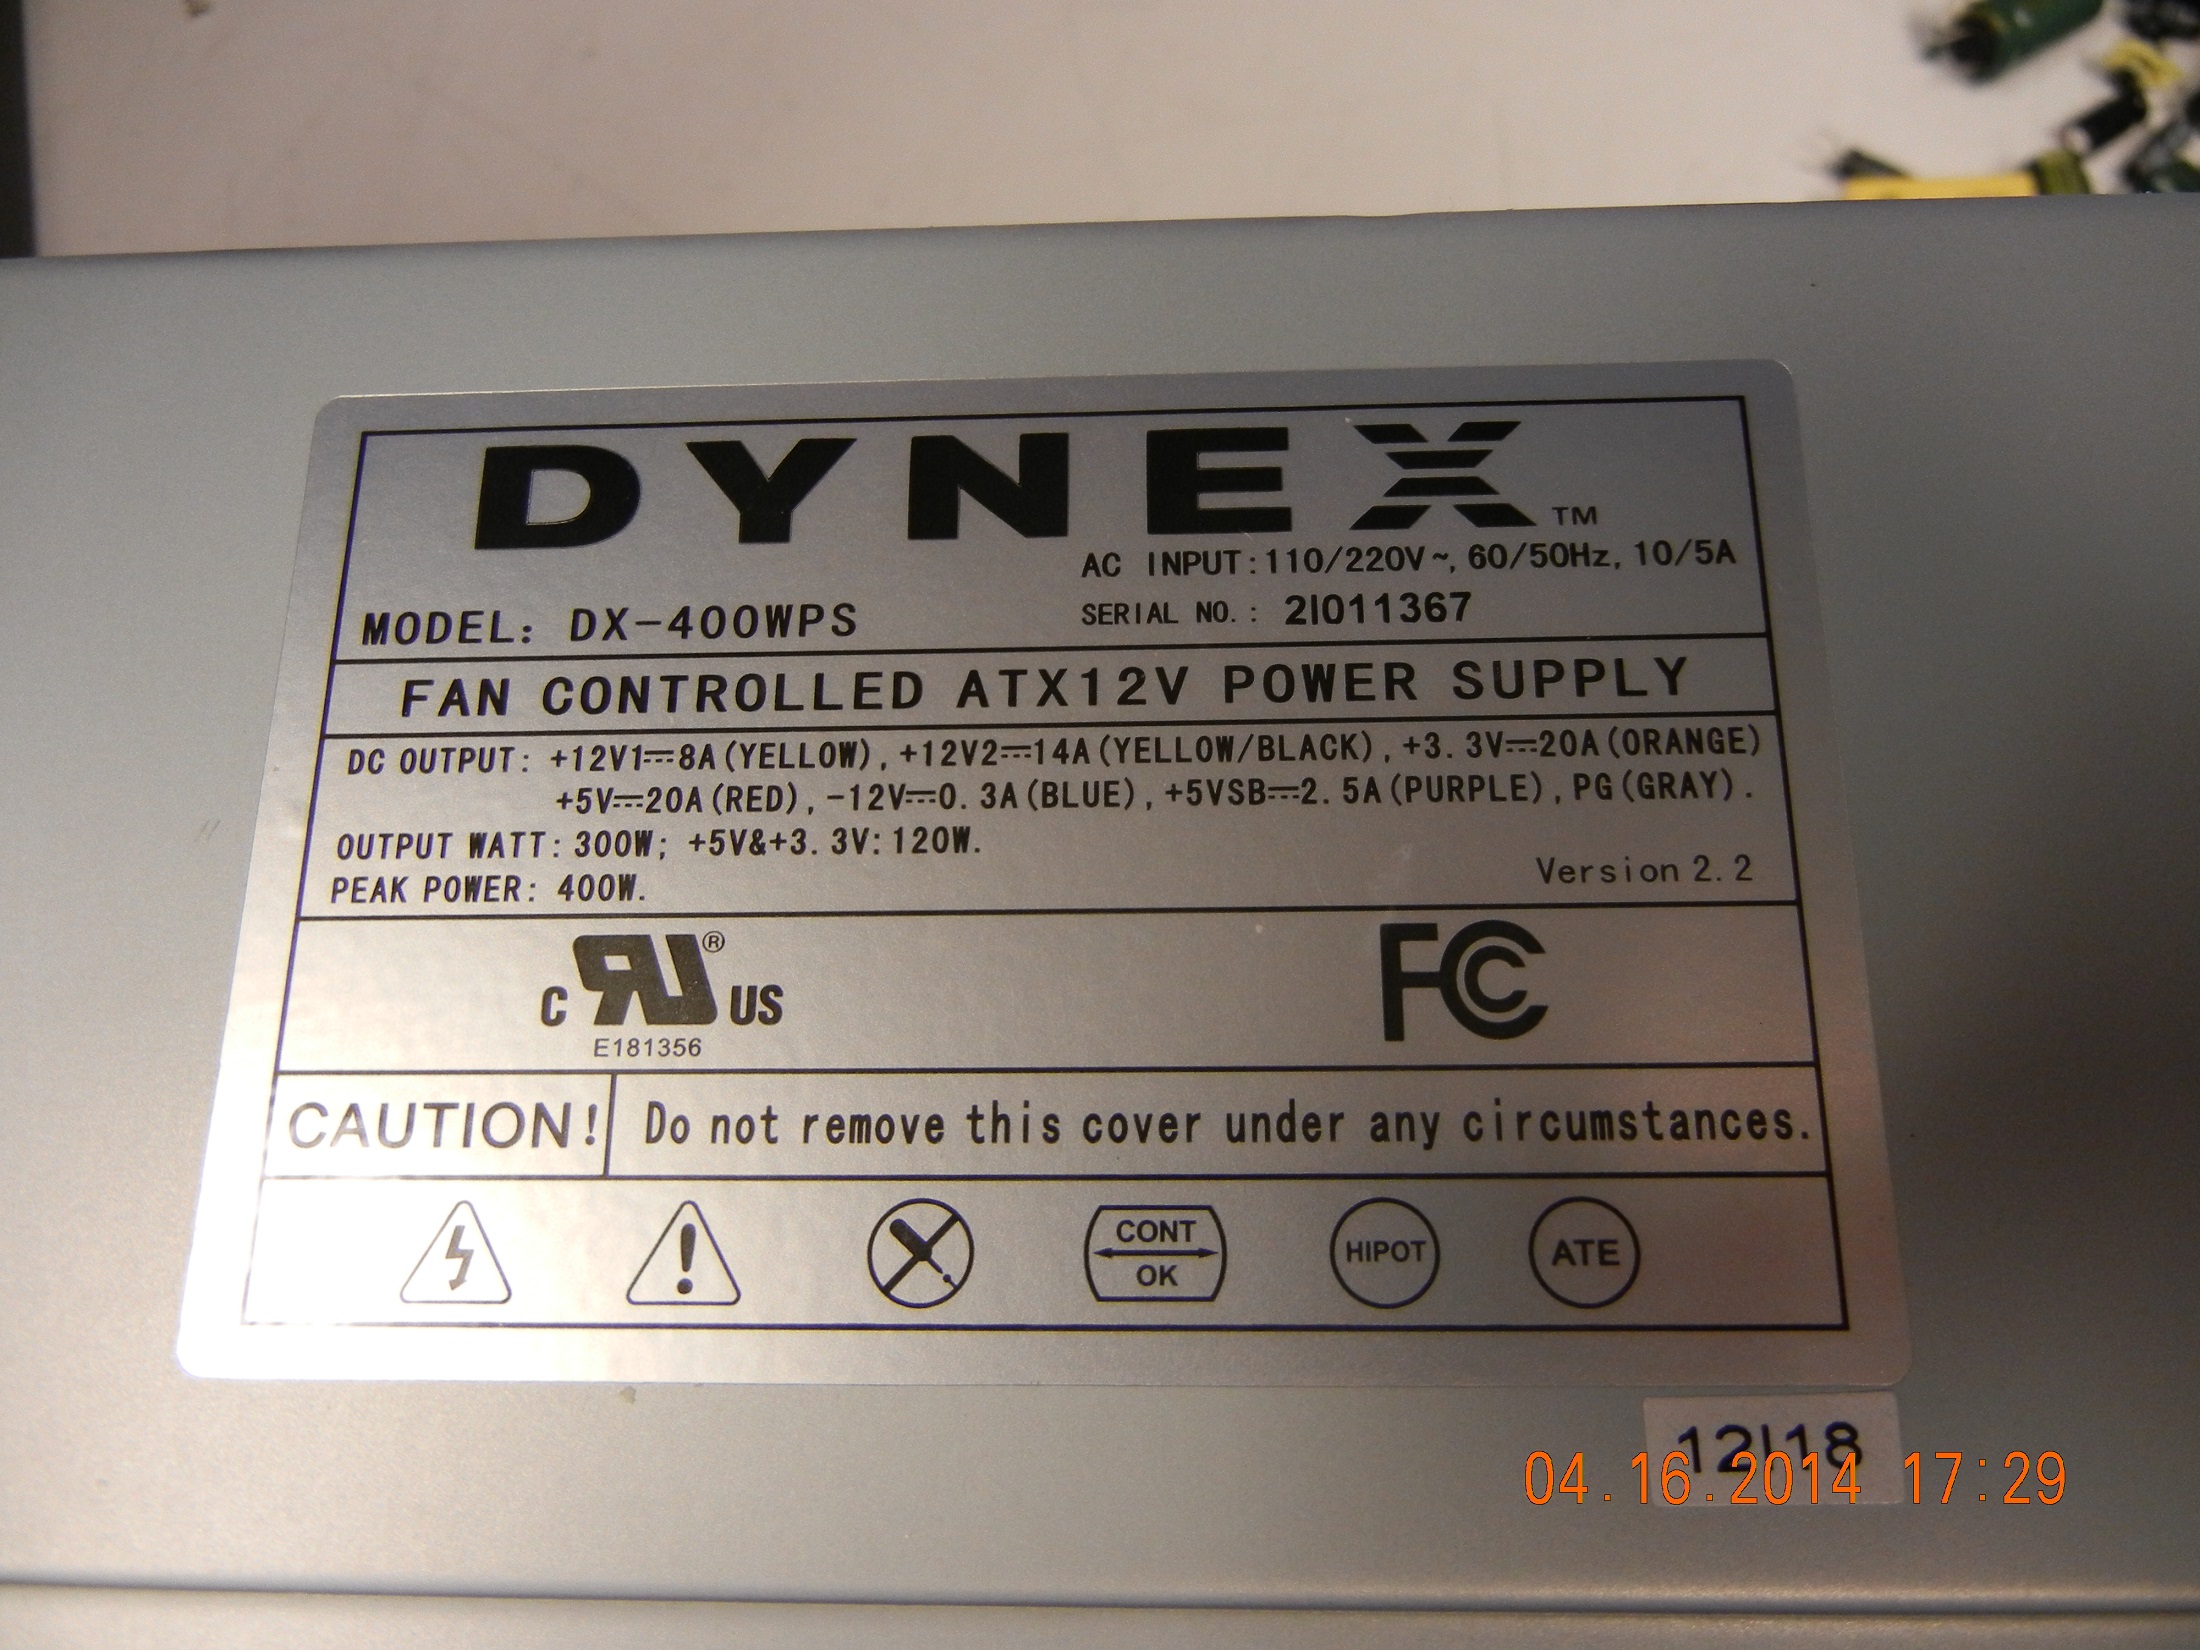 DYNEX™
AC INPUT: 110/220V~, 60/50Hz, 10/5A
MODEL: DX-400WPS
SERIAL NO.: 2I011367
FAN CONTROLLED ATX12V POWER SUPPLY
DC OUTPUT: +12V1⎓8A(YELLOW), +12V2⎓14A(YELLOW/BLACK), +3.3V⎓20A(ORANGE)
+5V⎓20A(RED), -12V⎓0.3A(BLUE), +5VSB⎓2.5A(PURPLE), PG(GRAY).
OUTPUT WATT: 300W; +5V&+3.3V: 120W.
PEAK POWER: 400W.
Version 2.2
C RU® US
E181356
FC
CAUTION! Do not remove this cover under any circumstances.
CONT
OK
HIPOT
ATE
12I18
04.16.2014 17:29